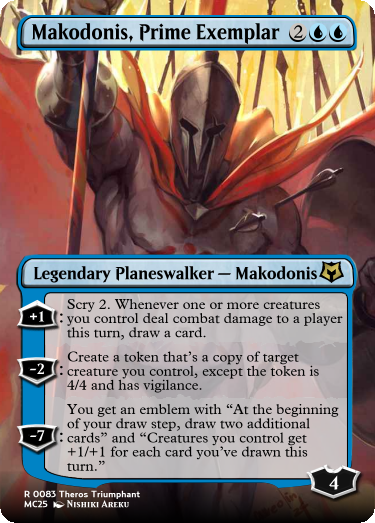 Makodonis, Prime Exemplar 2
Legendary Planeswalker — Makodonis
+1: Scry 2. Whenever one or more creatures
you control deal combat damage to a player
this turn, draw a card.
-2: Create a token that's a copy of target
creature you control, except the token is
4/4 and has vigilance.
-7: You get an emblem with “At the beginning
of your draw step, draw two additional
cards” and “Creatures you control get
+1/+1 for each card you've drawn this
turn.”
4
R 0083 Theros Triumphant
MC25 Nishiki Areku